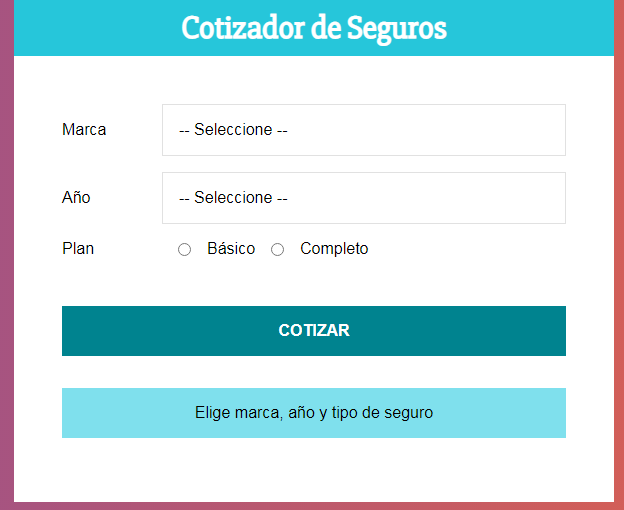 Cotizador de Seguros
Marca
-- Seleccione --
Año
-- Seleccione --
Plan Básico Completo
COTIZAR
Elige marca, año y tipo de seguro